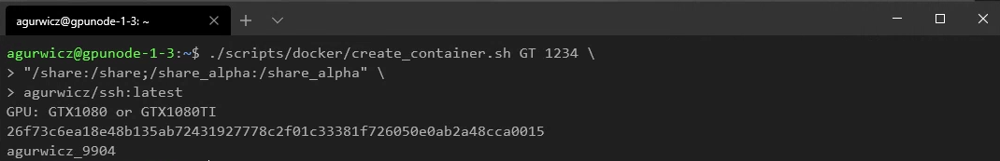 agurwicz@gpunode-1-3: ~
agurwicz@gpunode-1-3:~$ ./scripts/docker/create_container.sh GT 1234 \
> "/share:/share;/share_alpha:/share_alpha" \
> agurwicz/ssh:latest
GPU: GTX1080 or GTX1080TI
26f73c6ea18e48b135ab72431927778c2f01c33381f726050e0ab2a48cca0015
agurwicz_9904